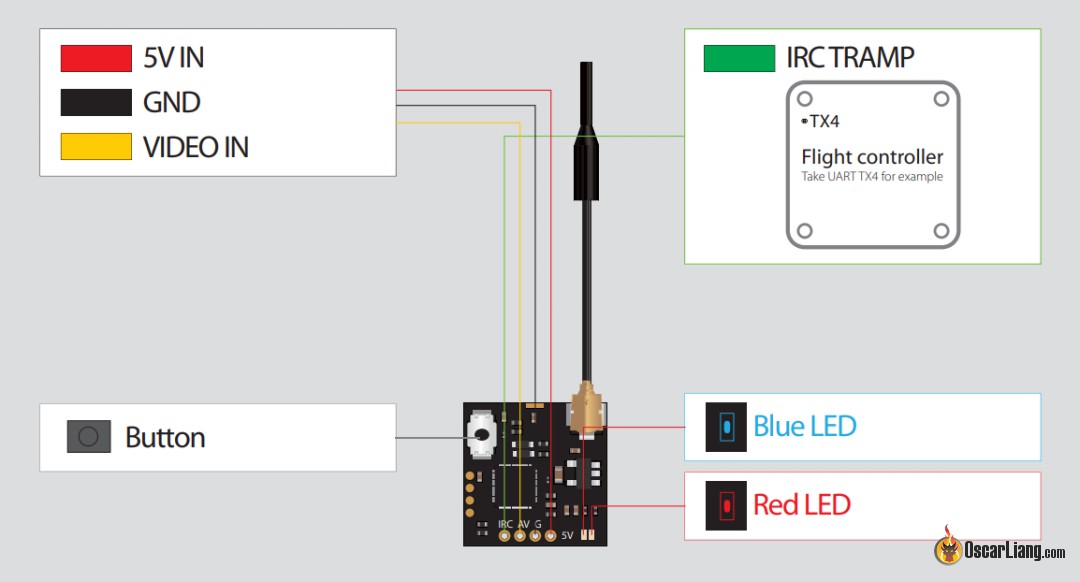 5V IN
GND
VIDEO IN
IRC TRAMP
TX4
Flight controller
Take UART TX4 for example
Button
Blue LED
Red LED
IRC AV G
5V
OscarLiang.com